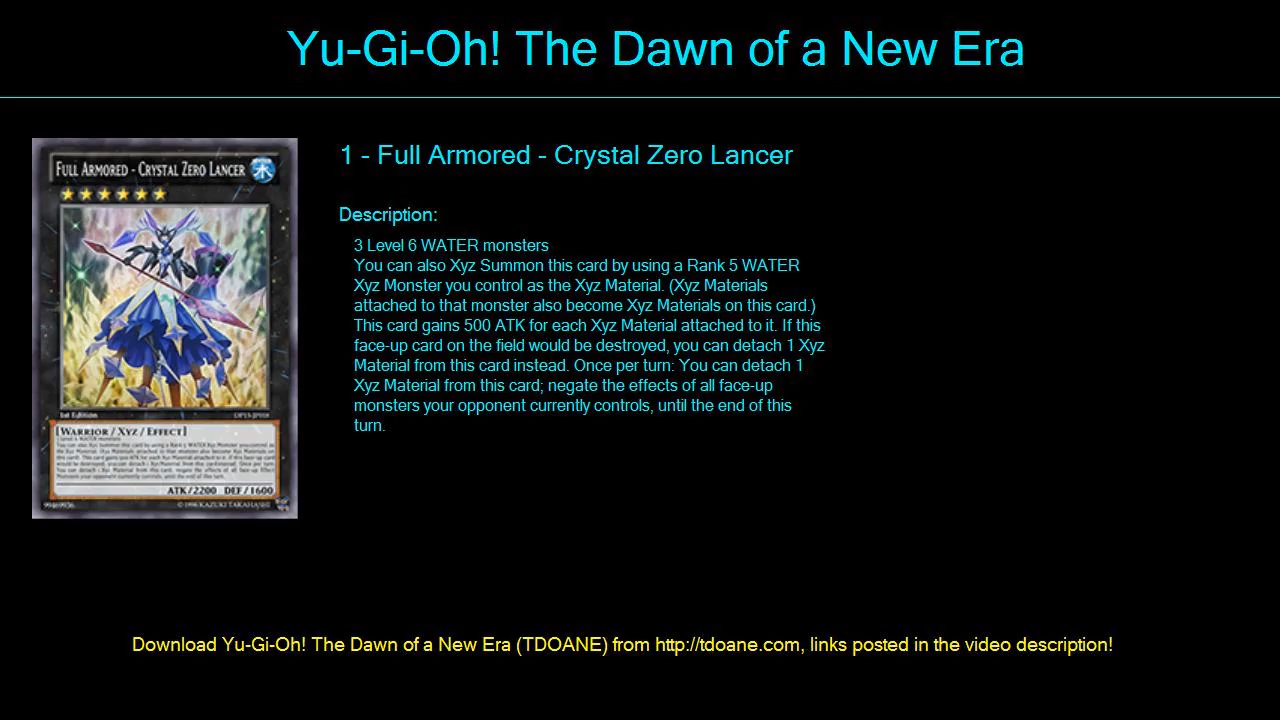 Yu-Gi-Oh! The Dawn of a New Era
FULL ARMORED - CRYSTAL ZERO LANCER
水
1st Edition
[WARRIOR / XYZ / EFFECT]
ATK/2200 DEF/1600
1 - Full Armored - Crystal Zero Lancer
Description:
3 Level 6 WATER monsters
You can also Xyz Summon this card by using a Rank 5 WATER
Xyz Monster you control as the Xyz Material. (Xyz Materials
attached to that monster also become Xyz Materials on this card.)
This card gains 500 ATK for each Xyz Material attached to it. If this
face-up card on the field would be destroyed, you can detach 1 Xyz
Material from this card instead. Once per turn: You can detach 1
Xyz Material from this card; negate the effects of all face-up
monsters your opponent currently controls, until the end of this
turn.
Download Yu-Gi-Oh! The Dawn of a New Era (TDOANE) from http://tdoane.com, links posted in the video description!